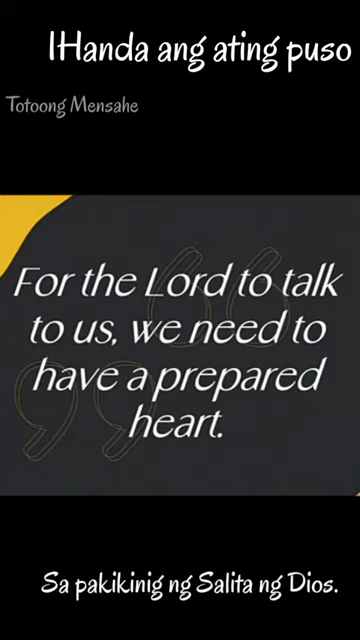 IHanda ang ating puso
Totoong Mensahe
For the Lord to talk
to us, we need to
have a prepared
heart.
Sa pakikinig ng Salita ng Dios.